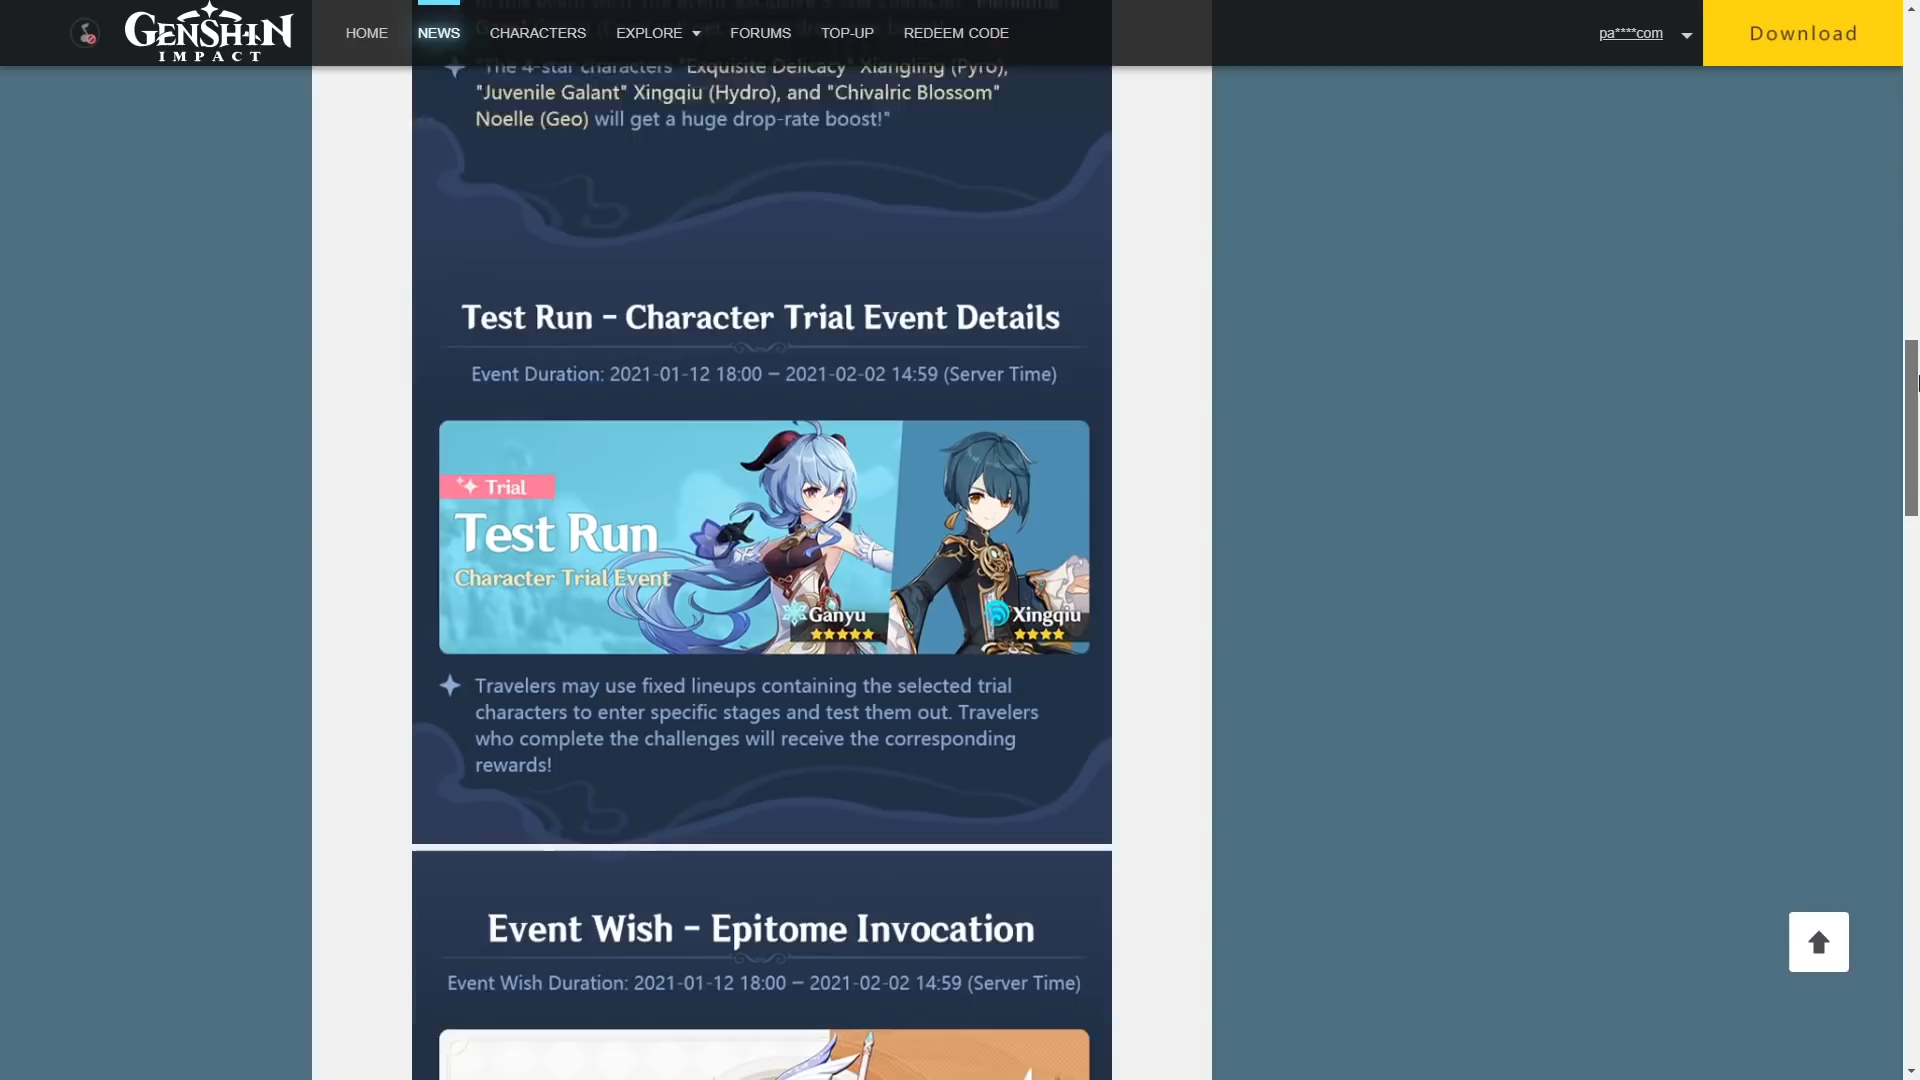 GENSHIN
IMPACT
HOME
NEWS
CHARACTERS
EXPLORE
FORUMS
TOP-UP
REDEEM CODE
pa****com
Download
"The 4-star characters "Exquisite Delicacy" Xiangling (Pyro),
"Juvenile Galant" Xingqiu (Hydro), and "Chivalric Blossom"
Noelle (Geo) will get a huge drop-rate boost!"
Test Run – Character Trial Event Details
Event Duration: 2021-01-12 18:00 – 2021-02-02 14:59 (Server Time)
Trial
Test Run
Character Trial Event
Ganyu
Xingqiu
Travelers may use fixed lineups containing the selected trial
characters to enter specific stages and test them out. Travelers
who complete the challenges will receive the corresponding
rewards!
Event Wish – Epitome Invocation
Event Wish Duration: 2021-01-12 18:00 – 2021-02-02 14:59 (Server Time)